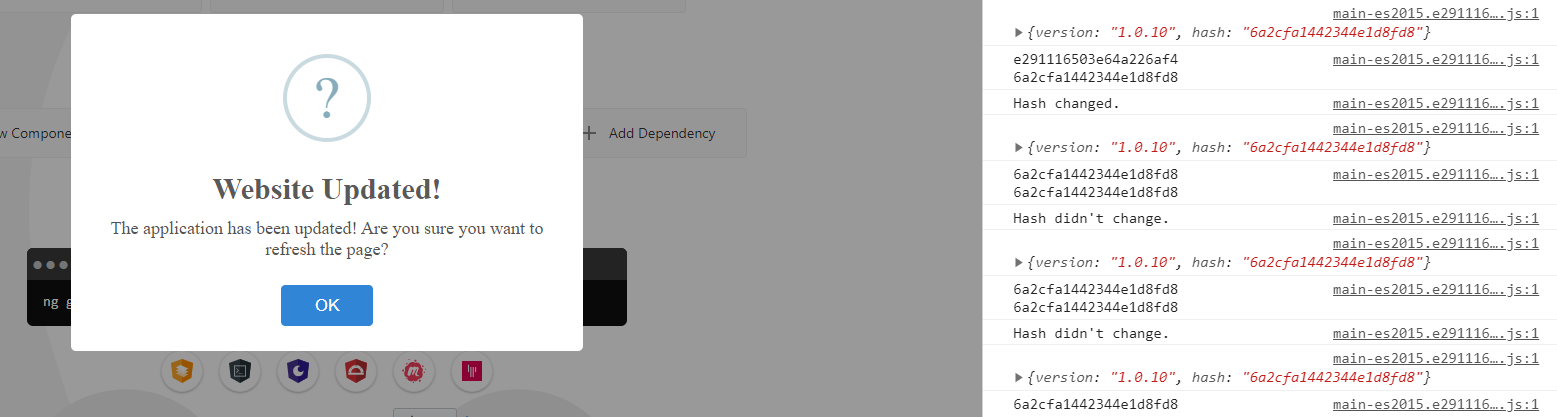 ?
Website Updated!
The application has been updated! Are you sure you want to
refresh the page?
OK
w Compone
+ Add Dependency
ng g
main-es2015.e291116….js:1
{version: "1.0.10", hash: "6a2cfa1442344e1d8fd8"}
e291116503e64a226af4 main-es2015.e291116….js:1
6a2cfa1442344e1d8fd8
Hash changed. main-es2015.e291116….js:1
main-es2015.e291116….js:1
{version: "1.0.10", hash: "6a2cfa1442344e1d8fd8"}
6a2cfa1442344e1d8fd8 main-es2015.e291116….js:1
6a2cfa1442344e1d8fd8
Hash didn't change. main-es2015.e291116….js:1
main-es2015.e291116….js:1
{version: "1.0.10", hash: "6a2cfa1442344e1d8fd8"}
6a2cfa1442344e1d8fd8 main-es2015.e291116….js:1
6a2cfa1442344e1d8fd8
Hash didn't change. main-es2015.e291116….js:1
main-es2015.e291116….js:1
{version: "1.0.10", hash: "6a2cfa1442344e1d8fd8"}
6a2cfa1442344e1d8fd8 main-es2015.e291116….js:1